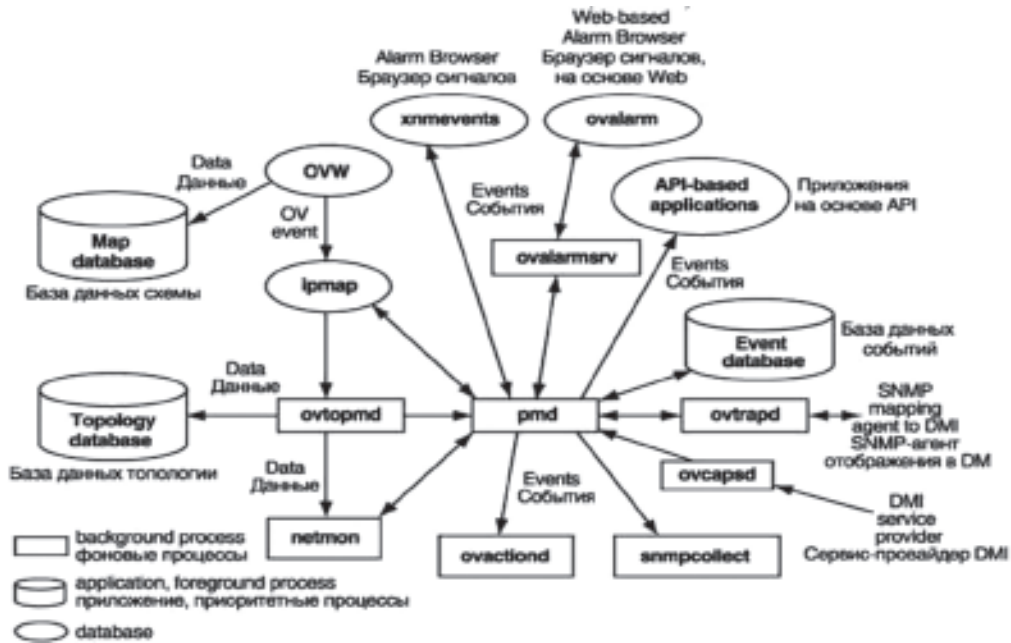 Web-based
Alarm Browser
Браузер сигналов,
на основе Web
Alarm Browser
Браузер сигналоа
xnmevents
ovalarm
OVW
Data
Данные
Events
События
API-based
applications
Приложения
на основе API
OV
event
Map
database
База данных схемы
ovalarmsrv
Events
События
ipmap
Event
database
База данных
событий
Data
Данные
Topology
database
База данных топологии
ovtopmd
pmd
ovtrapd
SNMP
mapping
agent to DMI
SNMP-агент
отображения в DM
ovcapsd
Data
Данные
Events
События
DMI
service
provider
Сервис-провайдер DMI
netmon
ovactiond
snmpcollect
background process
фоновые процессы
application, foreground process
приложение, приоритетные процессы
database